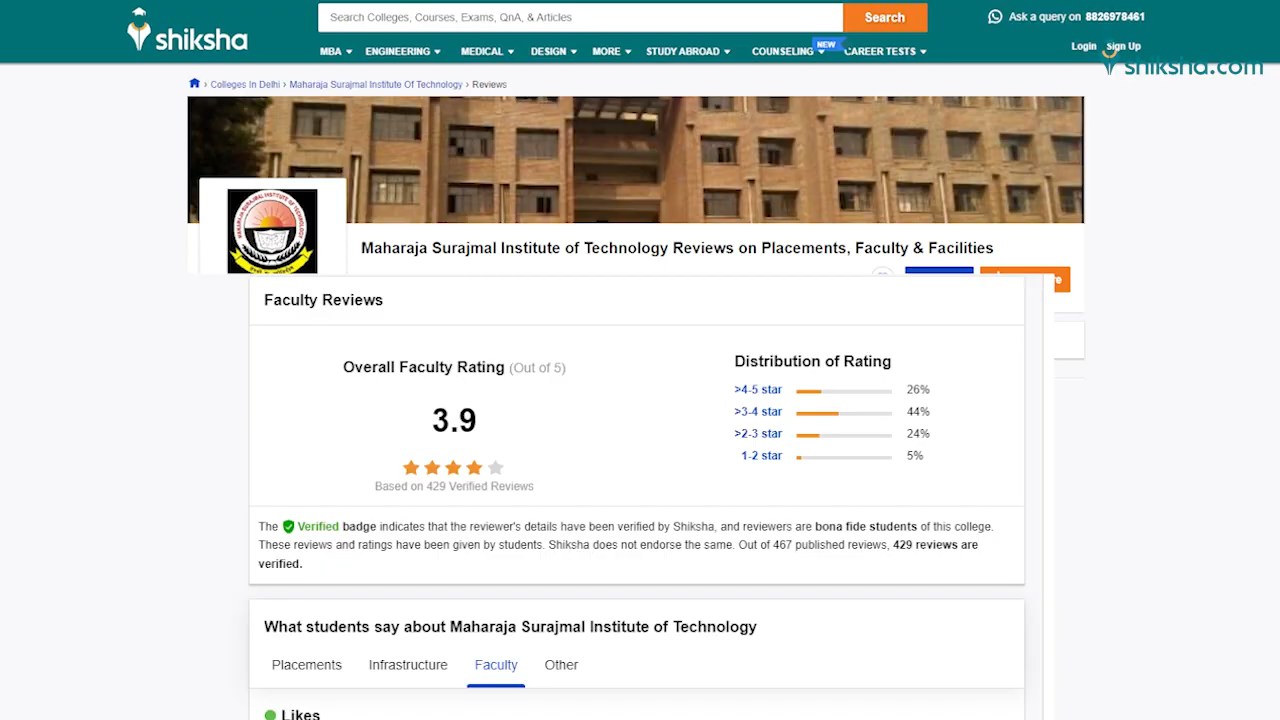 shiksha
Search Colleges, Courses, Exams, QnA, & Articles
Search
Ask a query on 8826978461
MBA
ENGINEERING
MEDICAL
DESIGN
MORE
STUDY ABROAD
COUNSELING
NEW
CAREER TESTS
Login
Sign Up
shiksha.com
› Colleges In Delhi › Maharaja Surajmal Institute Of Technology › Reviews
MAHARAJA SURAJMAL INSTITUTE OF TECHNOLOGY
Maharaja Surajmal Institute of Technology Reviews on Placements, Faculty & Facilities
Faculty Reviews
Overall Faculty Rating (Out of 5)
3.9
Based on 429 Verified Reviews
Distribution of Rating
>4-5 star 26%
>3-4 star 44%
>2-3 star 24%
1-2 star 5%
The Verified badge indicates that the reviewer's details have been verified by Shiksha, and reviewers are bona fide students of this college.
These reviews and ratings have been given by students. Shiksha does not endorse the same. Out of 467 published reviews, 429 reviews are
verified.
What students say about Maharaja Surajmal Institute of Technology
Placements
Infrastructure
Faculty
Other
Likes